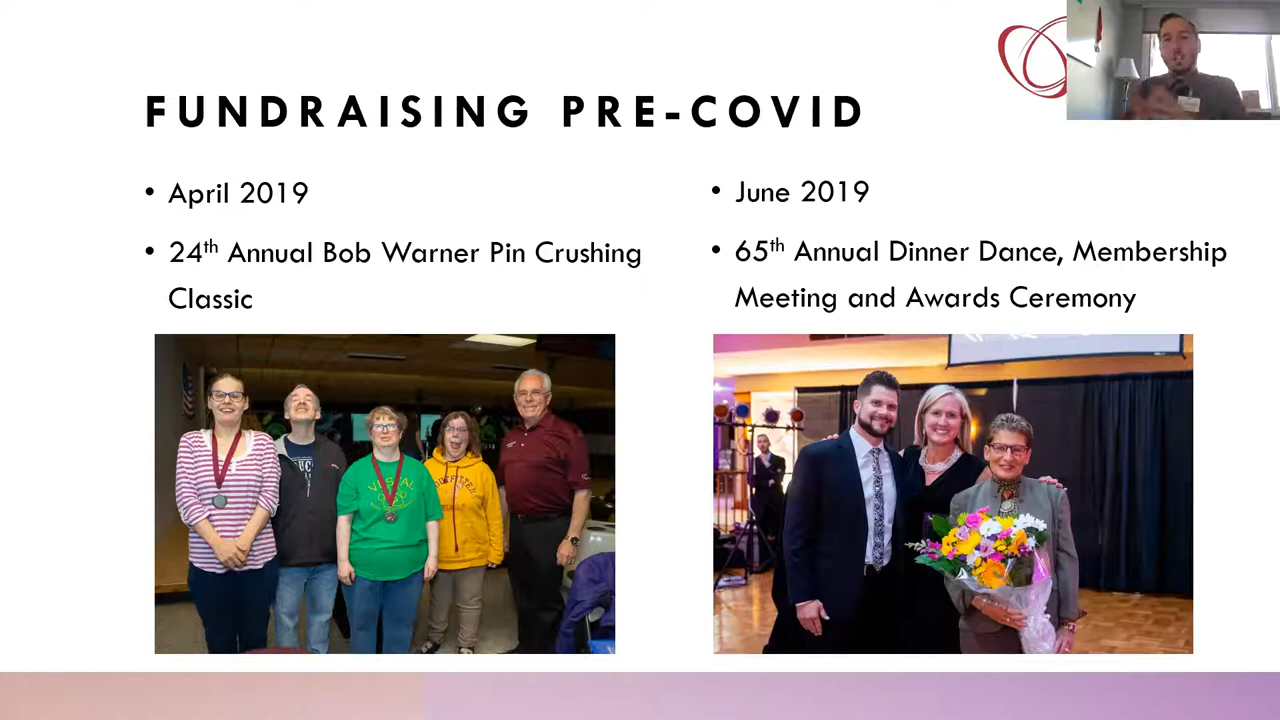 FUNDRAISING PRE-COVID
• April 2019
• 24th Annual Bob Warner Pin Crushing
Classic
• June 2019
• 65th Annual Dinner Dance, Membership
Meeting and Awards Ceremony